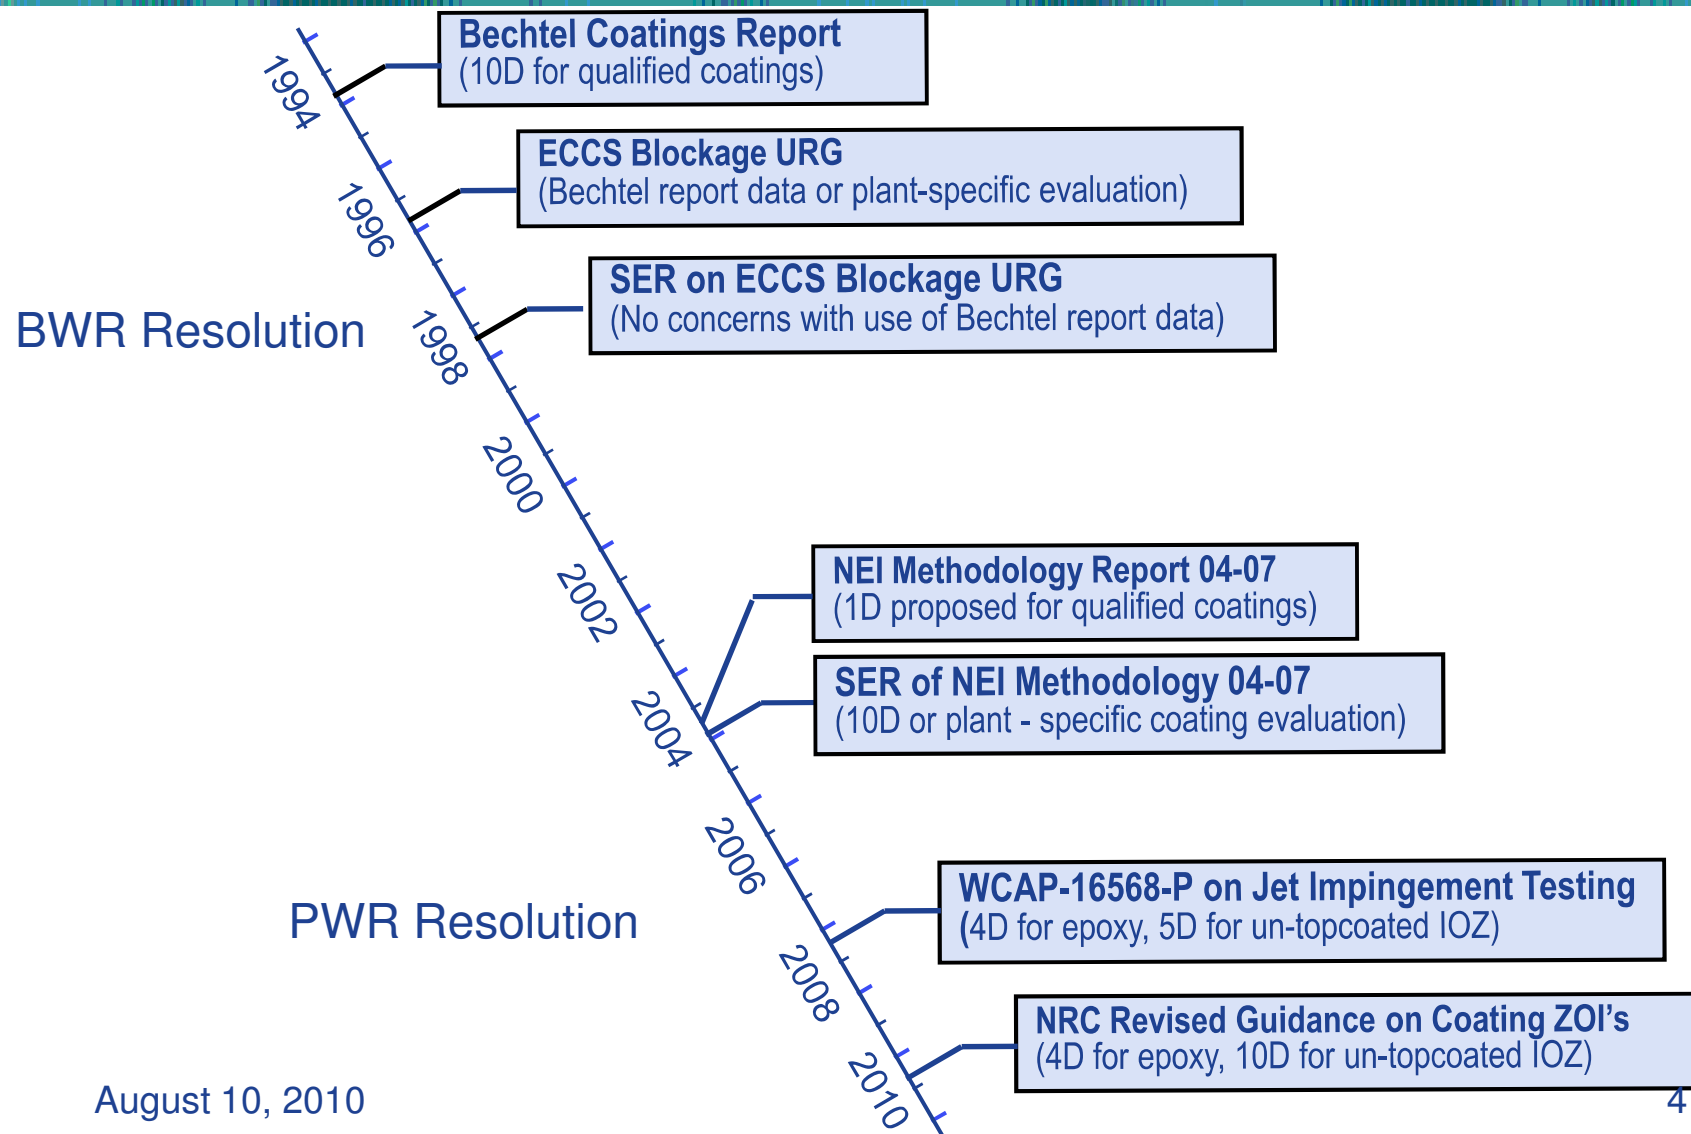 Bechtel Coatings Report
(10D for qualified coatings)
1994
ECCS Blockage URG
(Bechtel report data or plant-specific evaluation)
1996
SER on ECCS Blockage URG
(No concerns with use of Bechtel report data)
BWR Resolution
1998
2000
2002
NEI Methodology Report 04-07
(1D proposed for qualified coatings)
SER of NEI Methodology 04-07
(10D or plant - specific coating evaluation)
2004
2006
WCAP-16568-P on Jet Impingement Testing
(4D for epoxy, 5D for un-topcoated IOZ)
PWR Resolution
2008
NRC Revised Guidance on Coating ZOI's
(4D for epoxy, 10D for un-topcoated IOZ)
2010
August 10, 2010
4